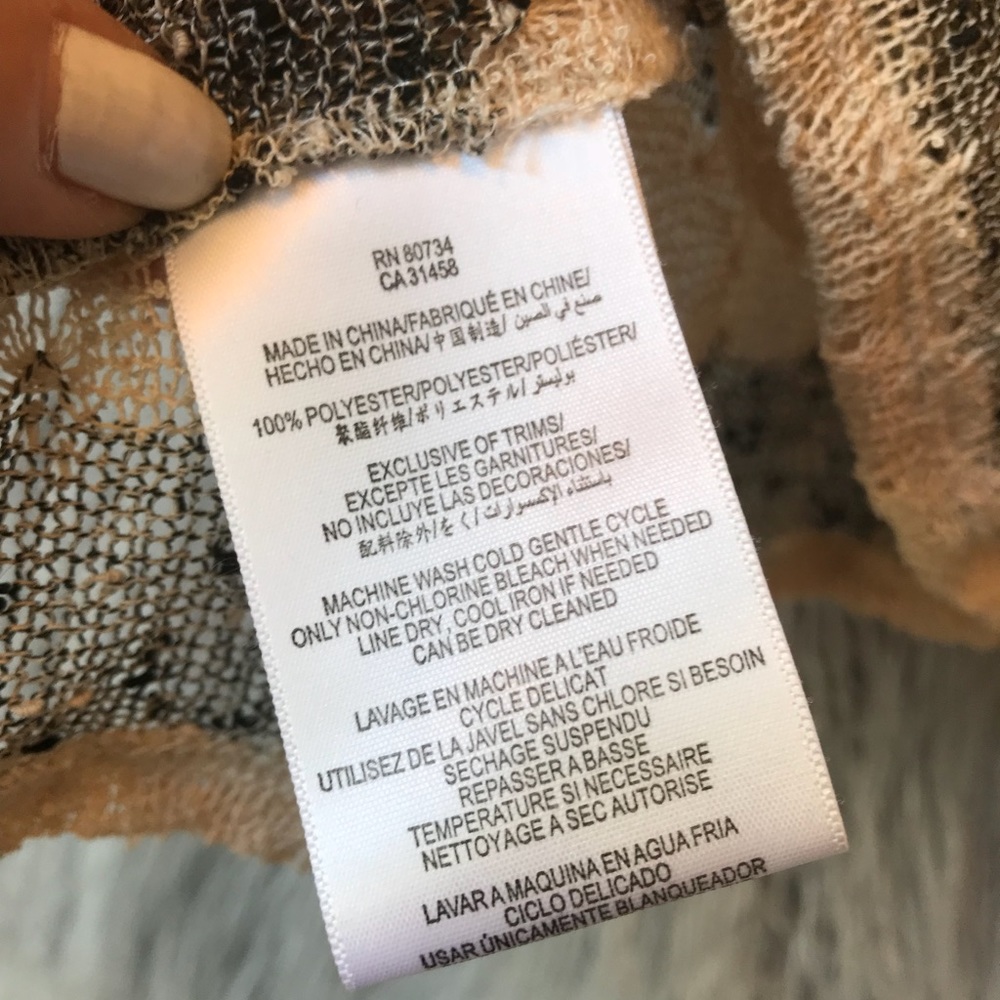 RN 80734
CA 31458
MADE IN CHINA/FABRIQUÉ EN CHINE/
HECHO EN CHINA/中国制造/ صنع في الصين
100% POLYESTER/POLYESTER/POLIÉSTER/
聚酯纤维/ポリエステル/ بوليستر
EXCLUSIVE OF TRIMS/
EXCEPTE LES GARNITURES/
NO INCLUYE LAS DECORACIONES/
配料除外/をく/ باستثناء الإكسسوارات
MACHINE WASH COLD GENTLE CYCLE
ONLY NON-CHLORINE BLEACH WHEN NEEDED
LINE DRY, COOL IRON IF NEEDED
CAN BE DRY CLEANED
LAVAGE EN MACHINE A L'EAU FROIDE
CYCLE DELICAT
UTILISEZ DE LA JAVEL SANS CHLORE SI BESOIN
SECHAGE SUSPENDU
REPASSER A BASSE
TEMPERATURE SI NECESSAIRE
NETTOYAGE A SEC AUTORISE
LAVAR A MAQUINA EN AGUA FRIA
CICLO DELICADO
USAR ÚNICAMENTE BLANQUEADOR